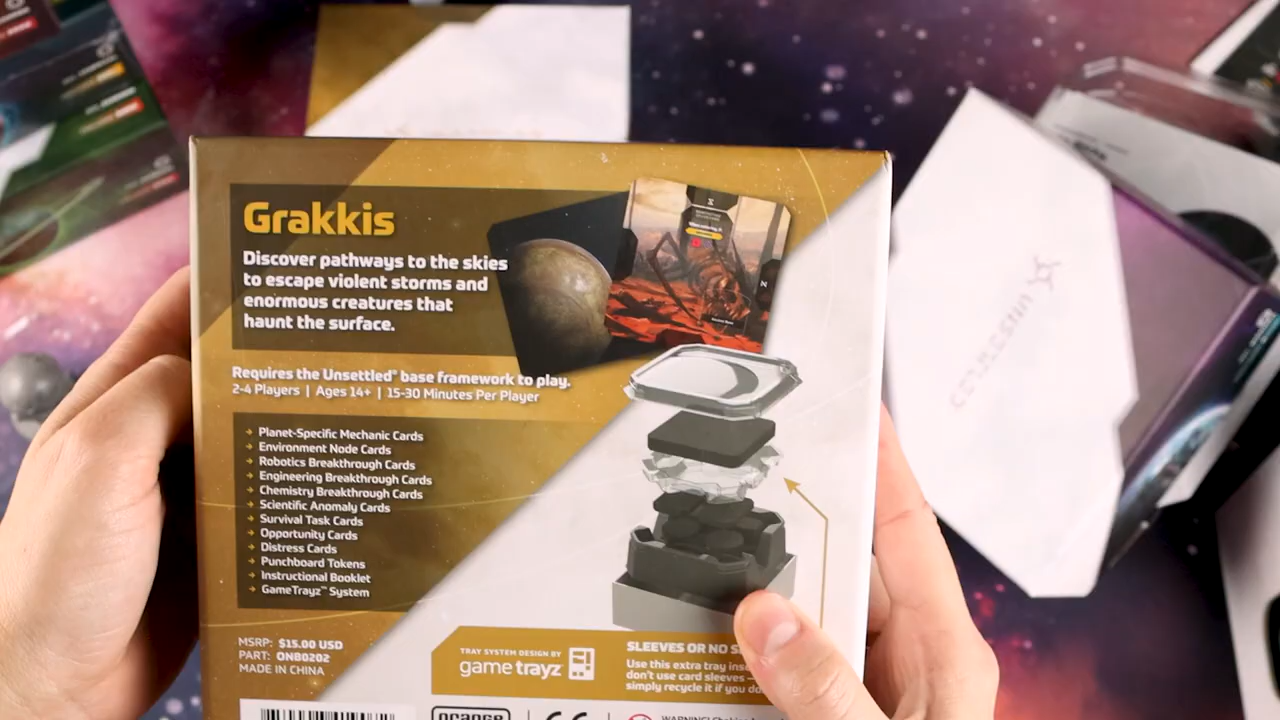 Grakkis
Discover pathways to the skies
to escape violent storms and
enormous creatures that
haunt the surface.
Requires the Unsettled® base framework to play.
2-4 Players | Ages 14+ | 15-30 Minutes Per Player
Planet-Specific Mechanic Cards
Environment Node Cards
Robotics Breakthrough Cards
Engineering Breakthrough Cards
Chemistry Breakthrough Cards
Scientific Anomaly Cards
Survival Task Cards
Opportunity Cards
Distress Cards
Punchboard Tokens
Instructional Booklet
GameTrayz™ System
MSRP: $15.00 USD
PART: ONB0202
MADE IN CHINA
TRAY SYSTEM DESIGN BY
game trayz
SLEEVES OR NO
Use this extra tray
don't use card sleeves –
simply recycle it if you
orange
CE
WARNING!